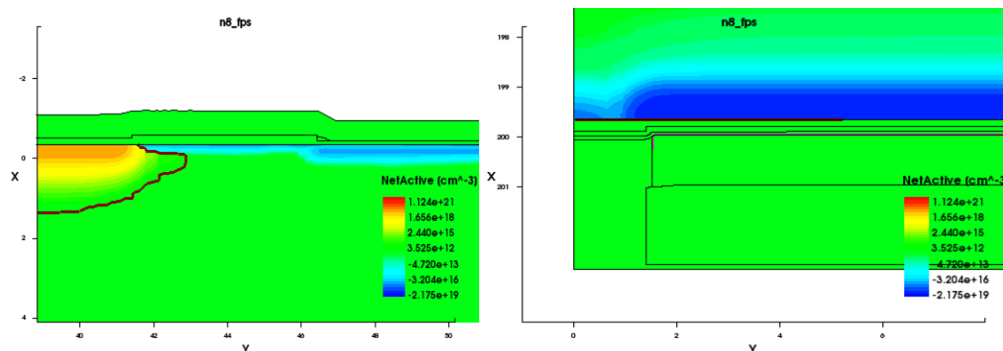 n8_fps
-2
0
2
4
X
40
42
44
46
48
50
Y
NetActive (cm^-3)
1.124e+21
1.656e+18
2.440e+15
3.525e+12
-4.720e+13
-3.204e+16
-2.175e+19
n8_fps
198
199
200
201
X
0
2
4
6
Y
NetActive (cm^-3
1.124e+21
1.656e+18
2.440e+15
3.525e+12
-4.720e+13
-3.204e+16
-2.175e+19